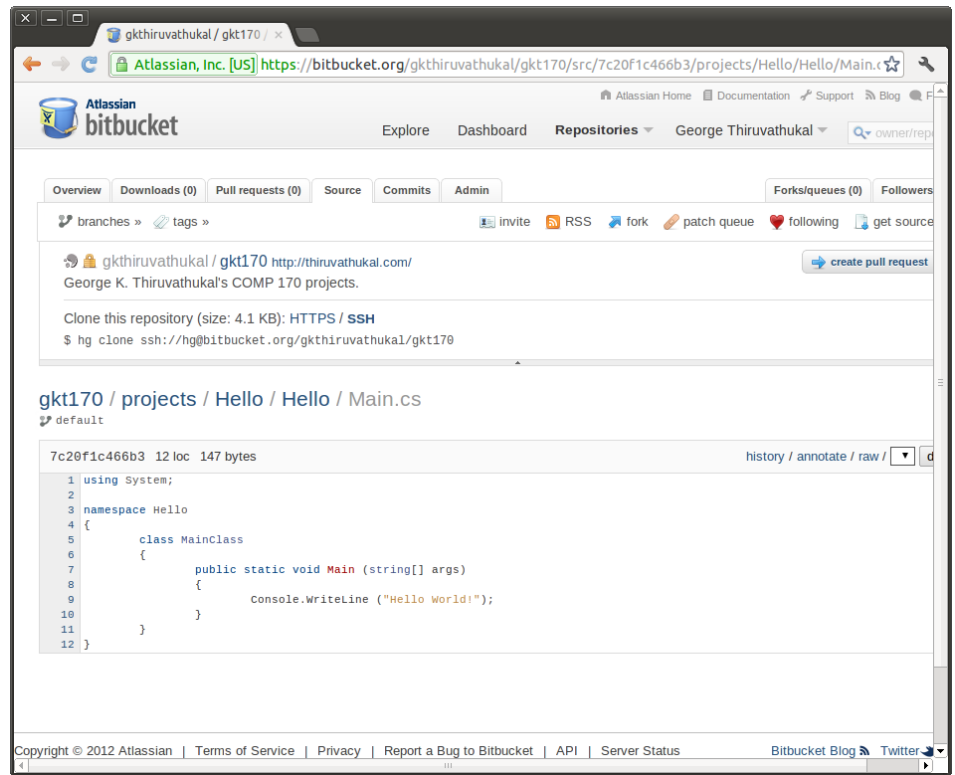 gkthiruvathukal / gkt170 /
Atlassian, Inc. [US] https://bitbucket.org/gkthiruvathukal/gkt170/src/7c20f1c466b3/projects/Hello/Hello/Main.c
Atlassian Home Documentation Support Blog F
Atlassian
bitbucket
Explore Dashboard Repositories George Thiruvathukal owner/repo
Overview Downloads (0) Pull requests (0) Source Commits Admin Forks/queues (0) Followers
branches » tags » invite RSS fork patch queue following get source
gkthiruvathukal / gkt170 http://thiruvathukal.com/ create pull request
George K. Thiruvathukal's COMP 170 projects.
Clone this repository (size: 4.1 KB): HTTPS / SSH
$ hg clone ssh://hg@bitbucket.org/gkthiruvathukal/gkt170
gkt170 / projects / Hello / Hello / Main.cs
default
7c20f1c466b3 12 loc 147 bytes history / annotate / raw / d
1 using System;
2
3 namespace Hello
4 {
5 class MainClass
6 {
7 public static void Main (string[] args)
8 {
9 Console.WriteLine ("Hello World!");
10 }
11 }
12 }
Copyright © 2012 Atlassian | Terms of Service | Privacy | Report a Bug to Bitbucket | API | Server Status Bitbucket Blog Twitter